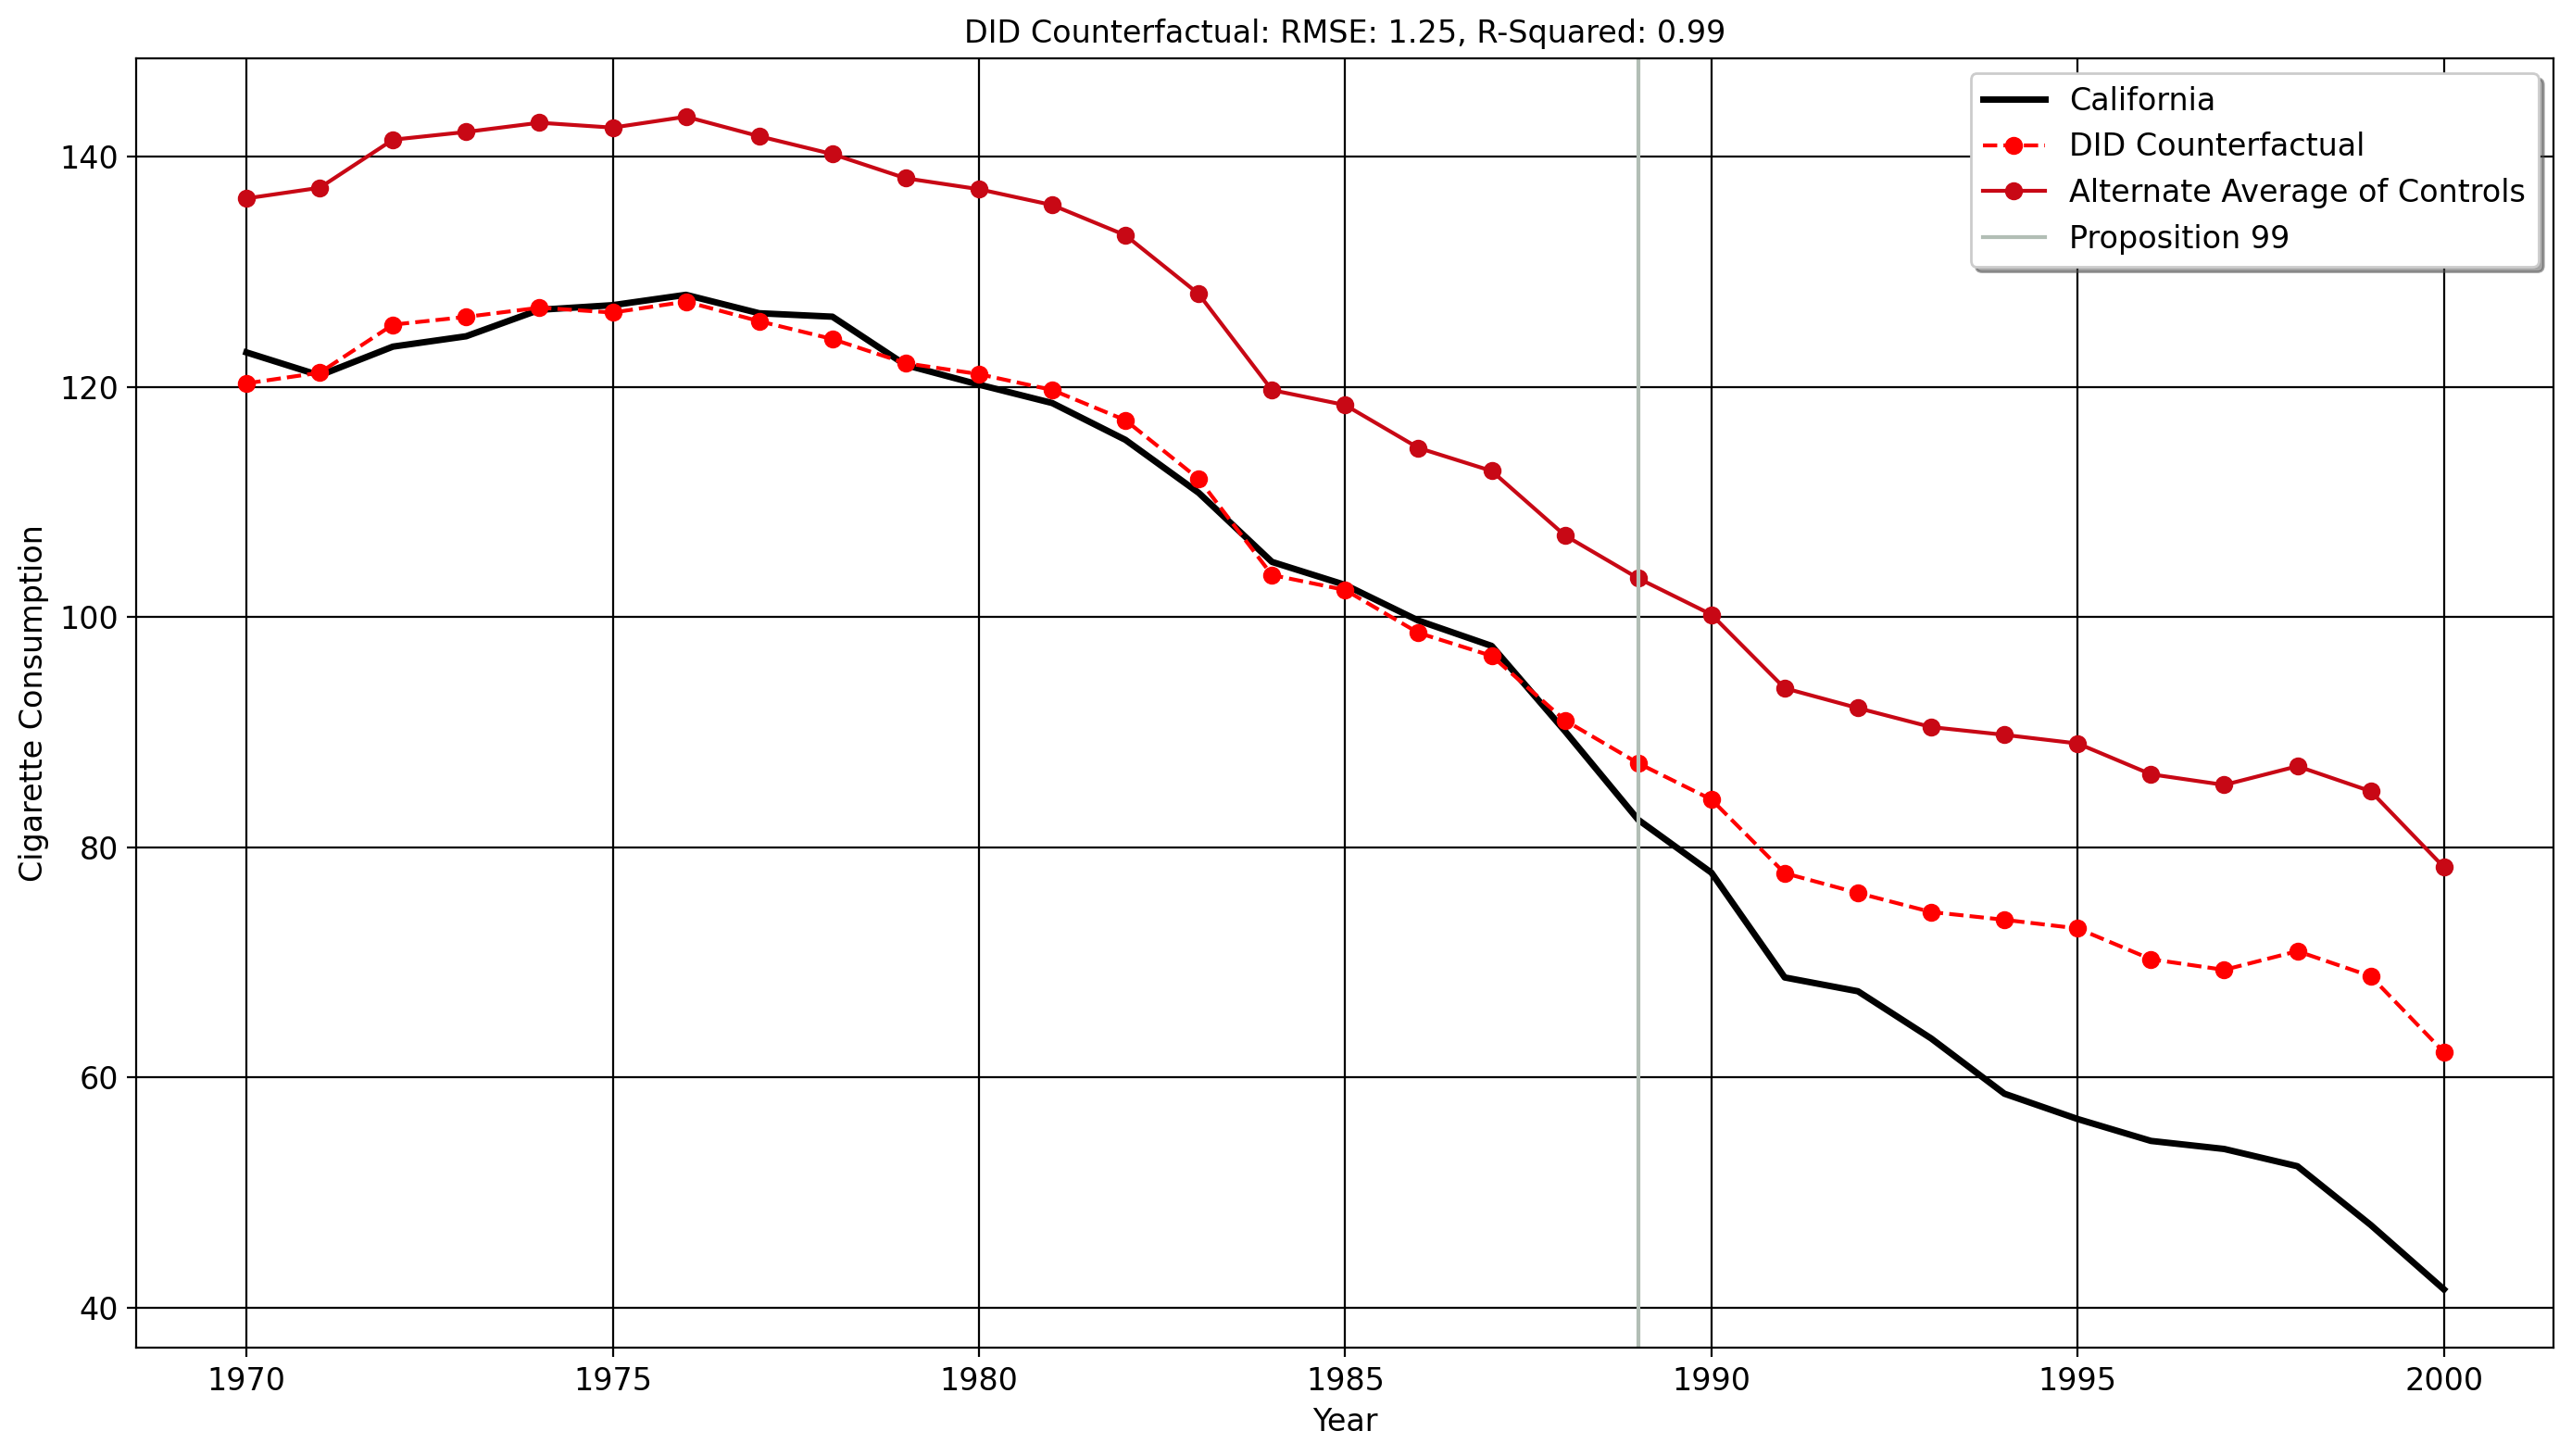 DID Counterfactual: RMSE: 1.25, R-Squared: 0.99
California
DID Counterfactual
Alternate Average of Controls
Proposition 99
Cigarette Consumption
140
120
100
80
60
40
1970 1975 1980 1985 1990 1995 2000
Year